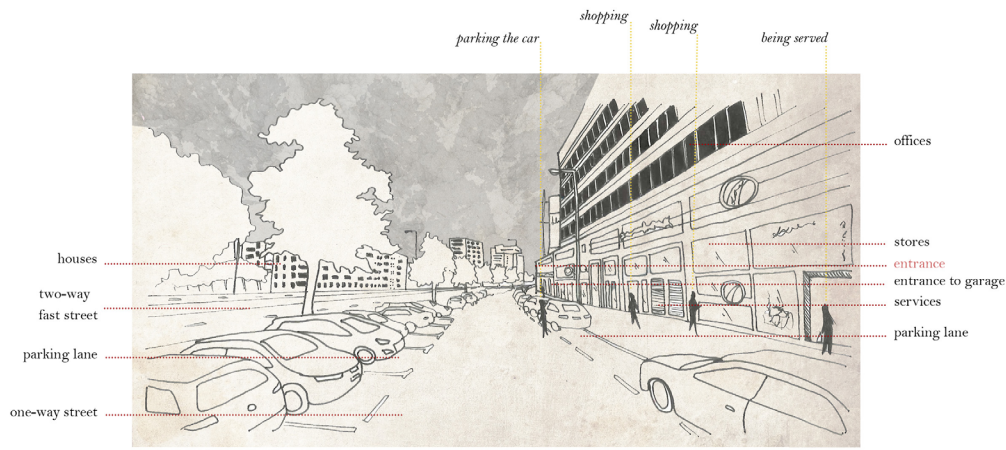 shopping
shopping
parking the car
being served
offices
stores
houses
entrance
entrance to garage
two-way
fast street
services
parking lane
parking lane
one-way street